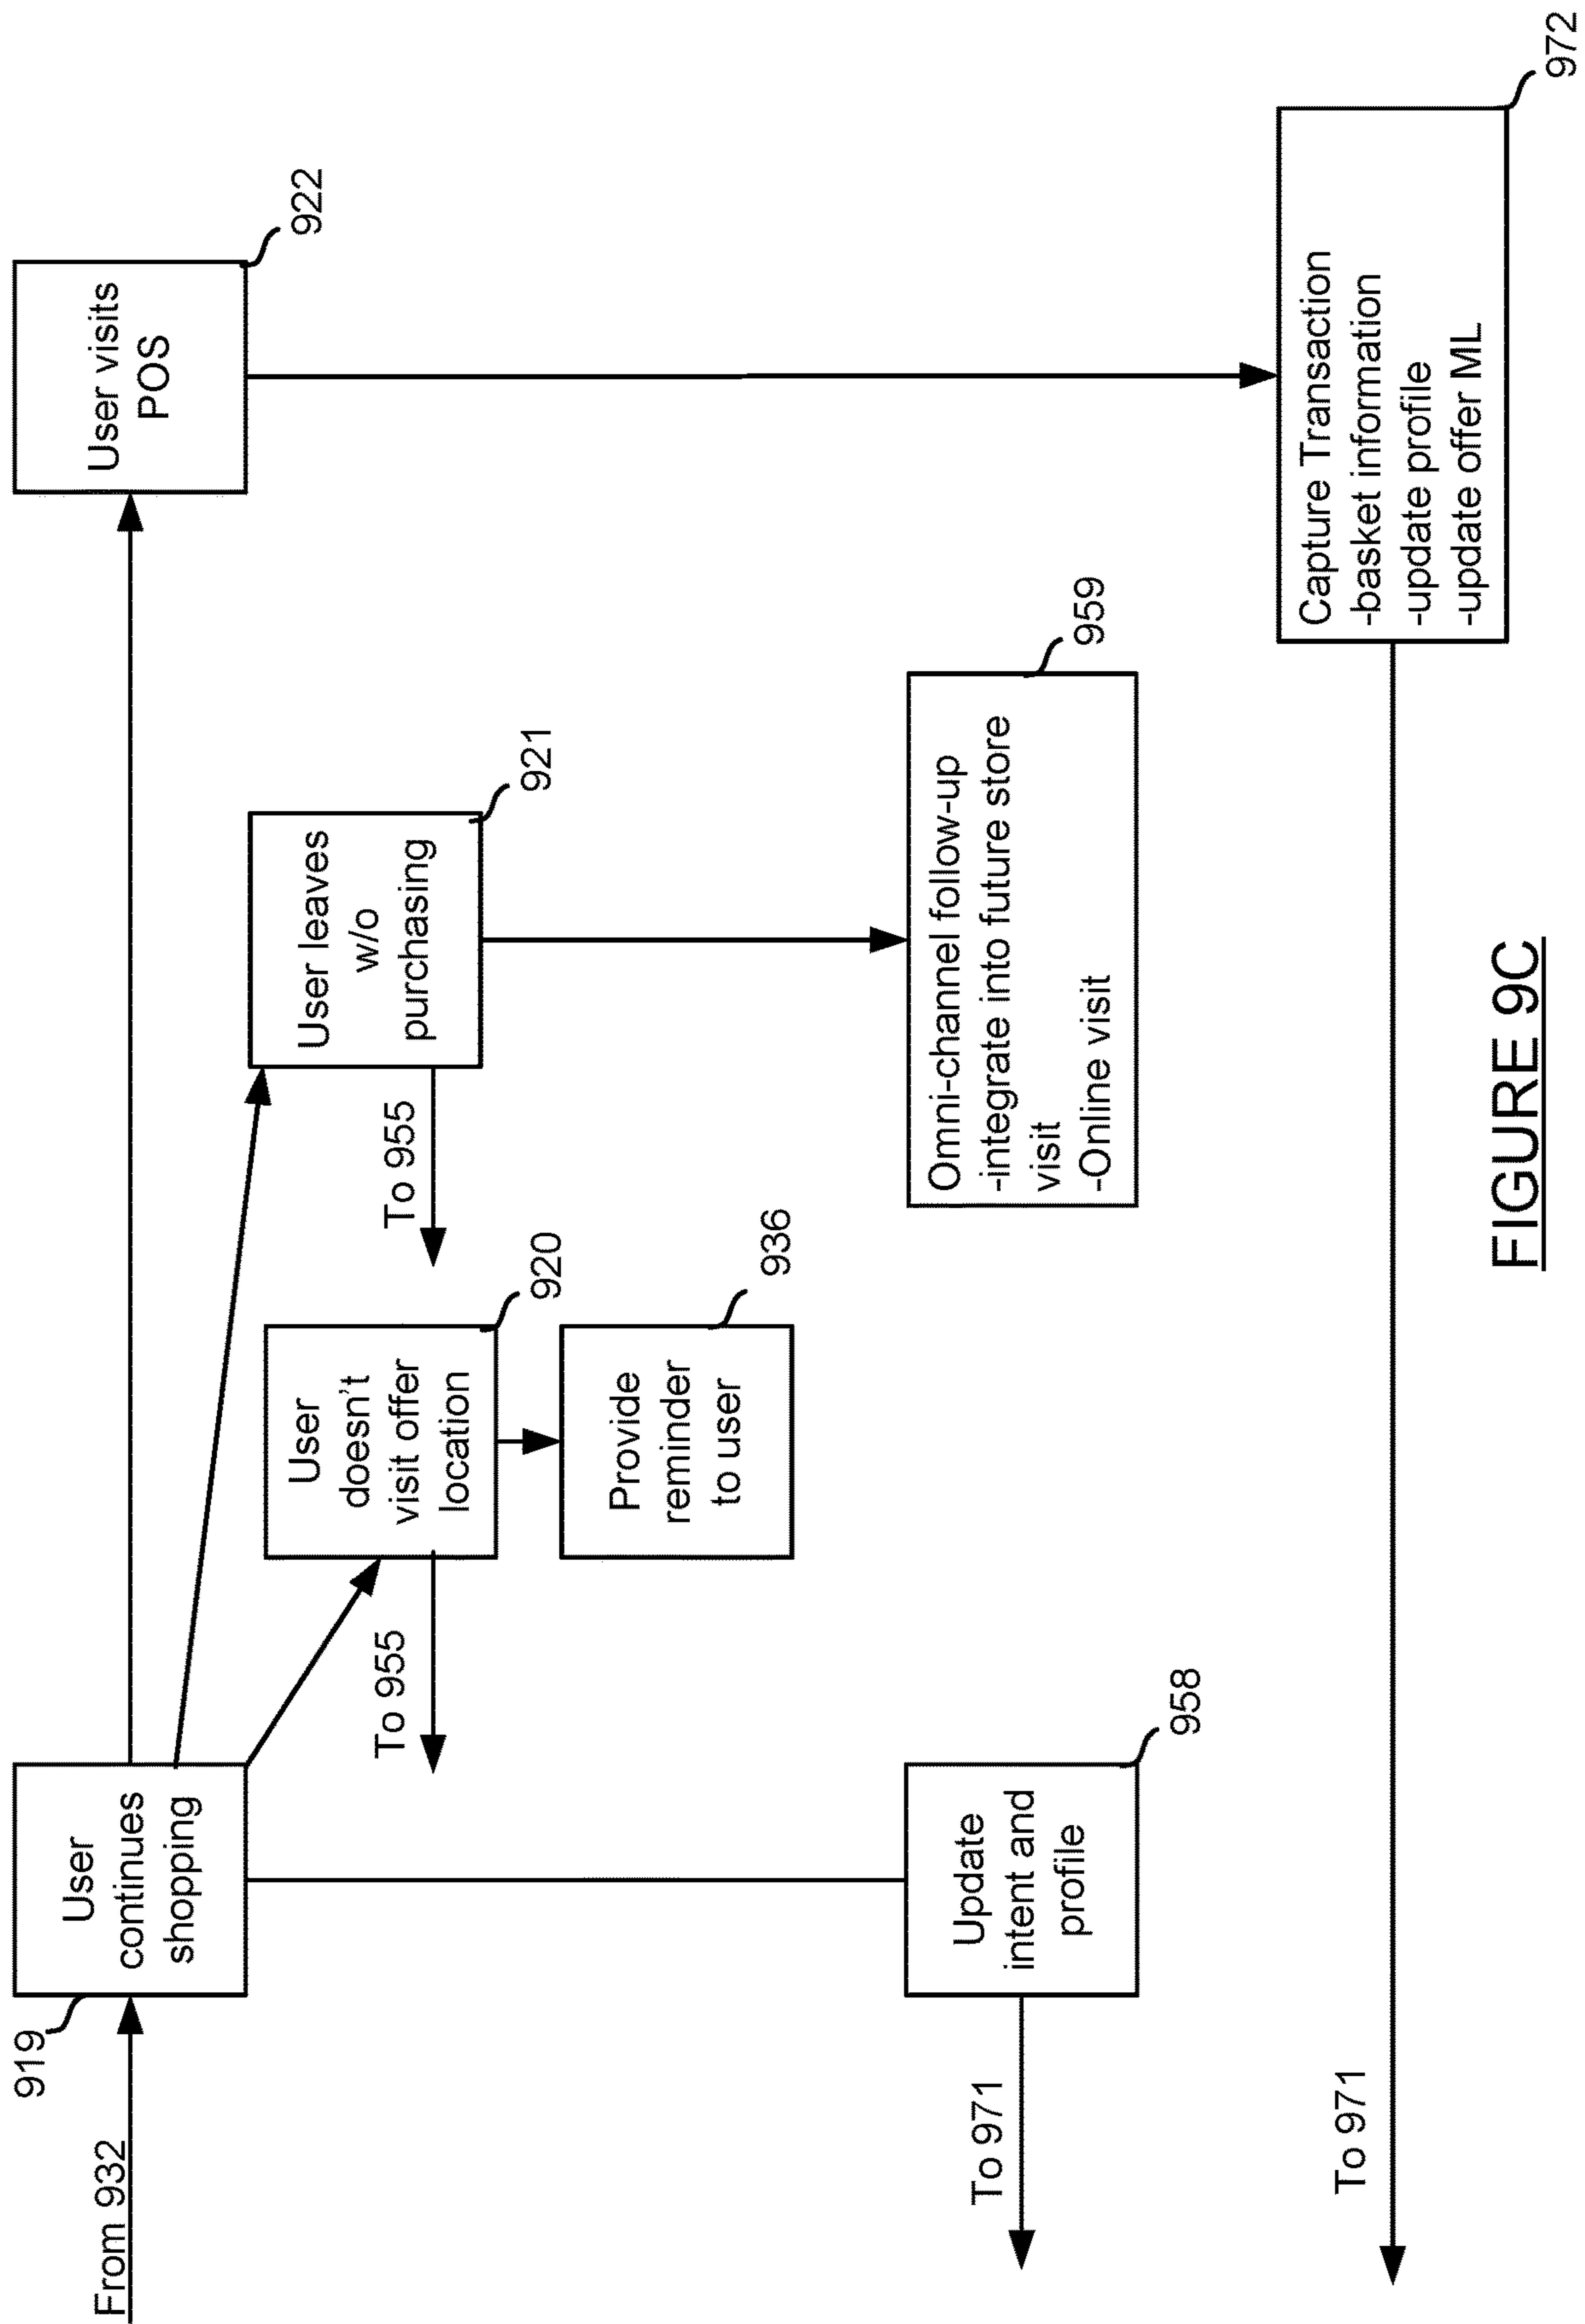 From 932
919
User
continues
shopping
User visits
POS
922
User leaves
w/o
purchasing
921
To 955
User
doesn't
visit offer
location
920
To 955
Provide
reminder
to user
936
Update
intent and
profile
958
To 971
Omni-channel follow-up
-integrate into future store
visit
-Online visit
959
Capture Transaction
-basket information
-update profile
-update offer ML
972
To 971
FIGURE 9C